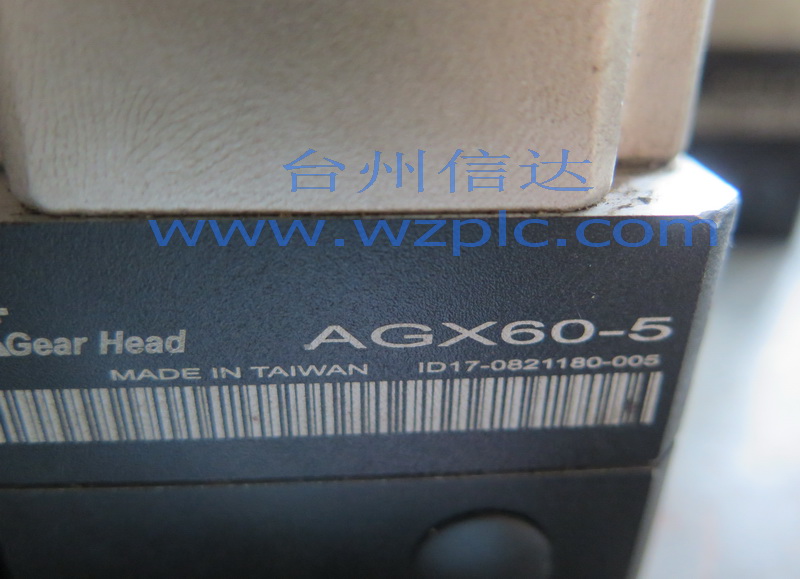 台州信达
www.wzplc.com
Gear Head
AGX60-5
MADE IN TAIWAN
ID17-0821180-005